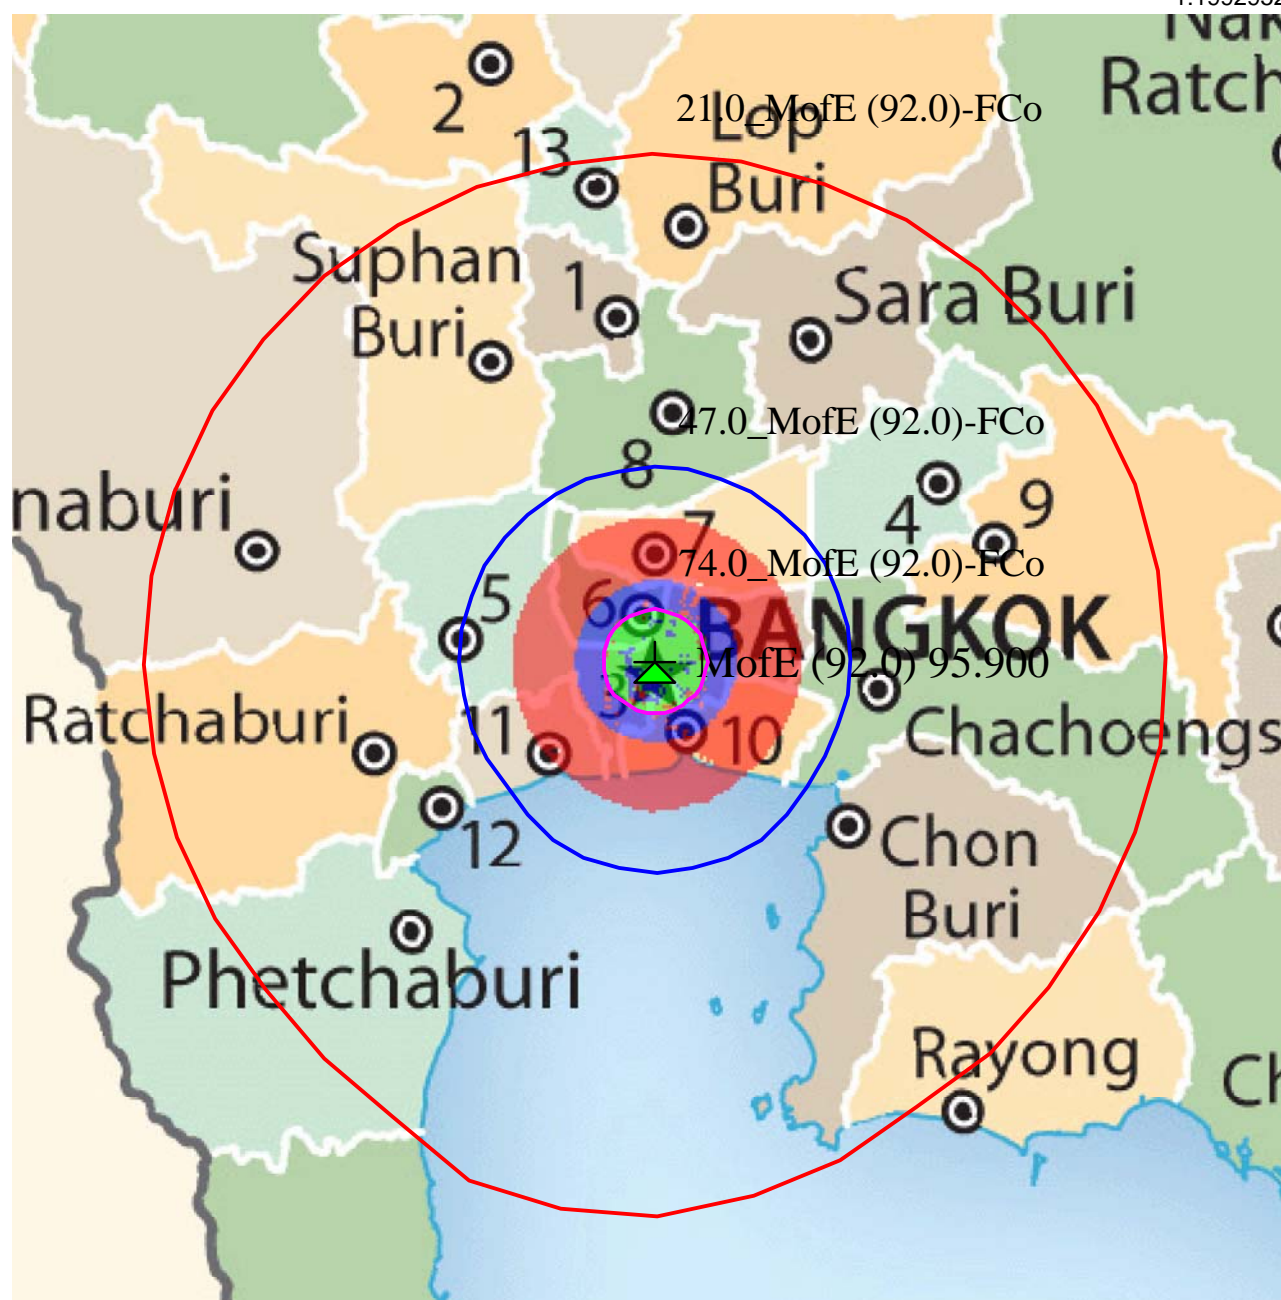 Ratch
2
21.0_MofE (92.0)-FCo
Lop
Buri
13
Suphan
Buri
1
Sara Buri
47.0_MofE (92.0)-FCo
8
naburi
4
9
7
74.0_MofE (92.0)-FCo
5
6
BANGKOK
MofE (92.0) 95.900
3
Ratchaburi
11
10
Chachoengs
12
Chon
Buri
Phetchaburi
Rayong
Ch